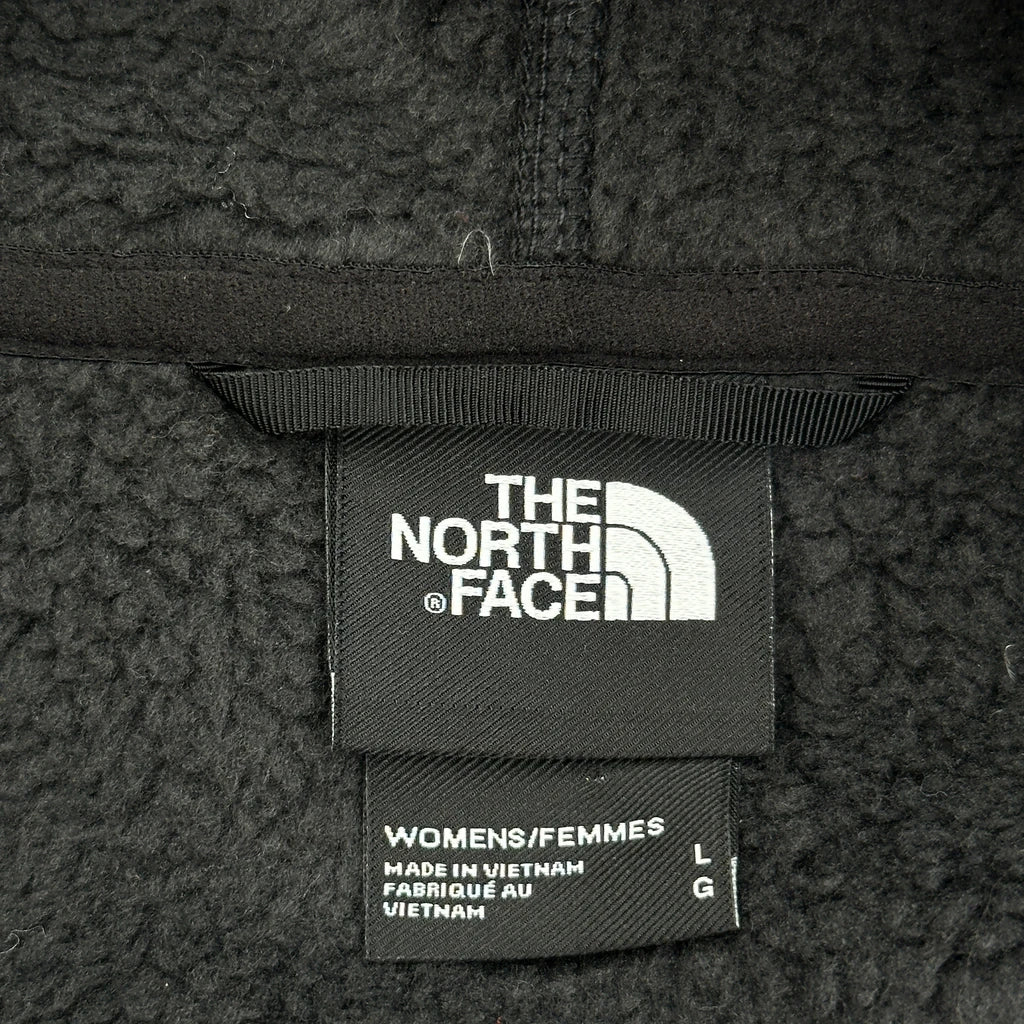 THE
NORTH
®FACE
WOMENS/FEMMES
MADE IN VIETNAM
FABRIQUÉ AU
VIETNAM
L
G